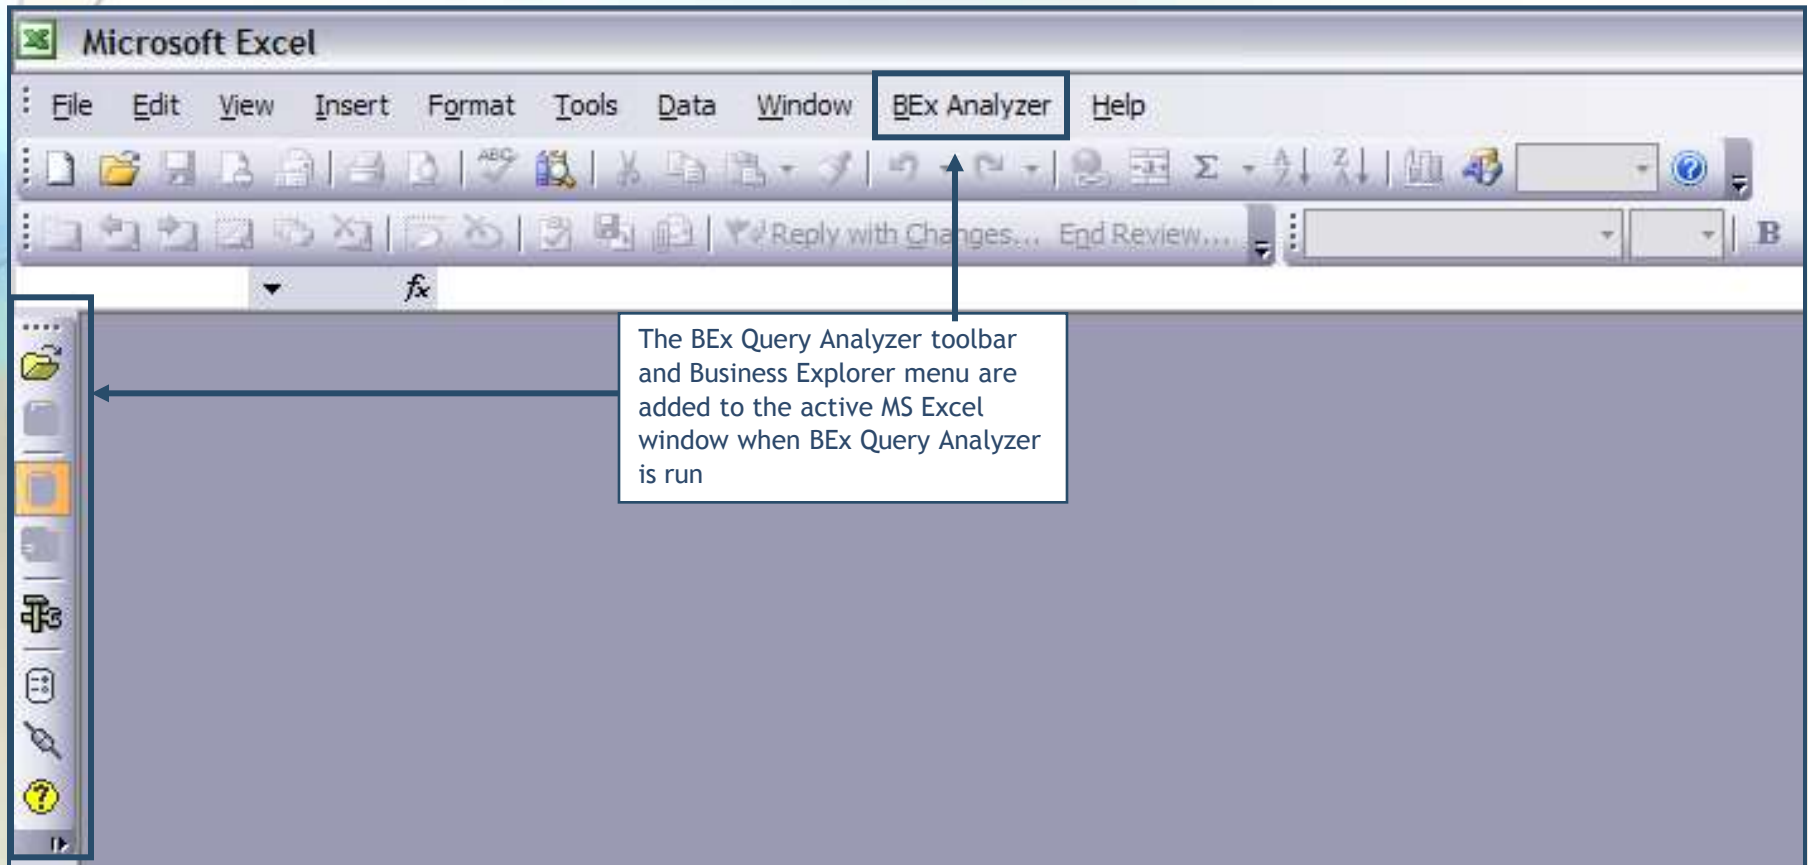 Microsoft Excel
File Edit View Insert Format Tools Data Window BEx Analyzer Help
ABC Σ A Z Z A
Reply with Changes... End Review... B
fx
The BEx Query Analyzer toolbar
and Business Explorer menu are
added to the active MS Excel
window when BEx Query Analyzer
is run
?